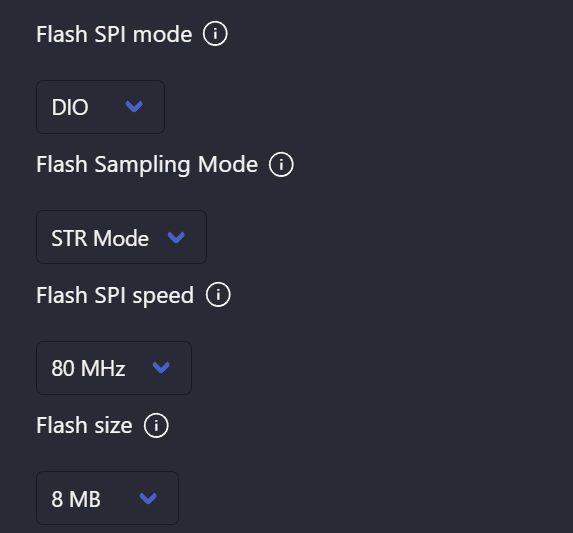 Flash SPI mode
DIO
Flash Sampling Mode
STR Mode
Flash SPI speed
80 MHz
Flash size
8 MB